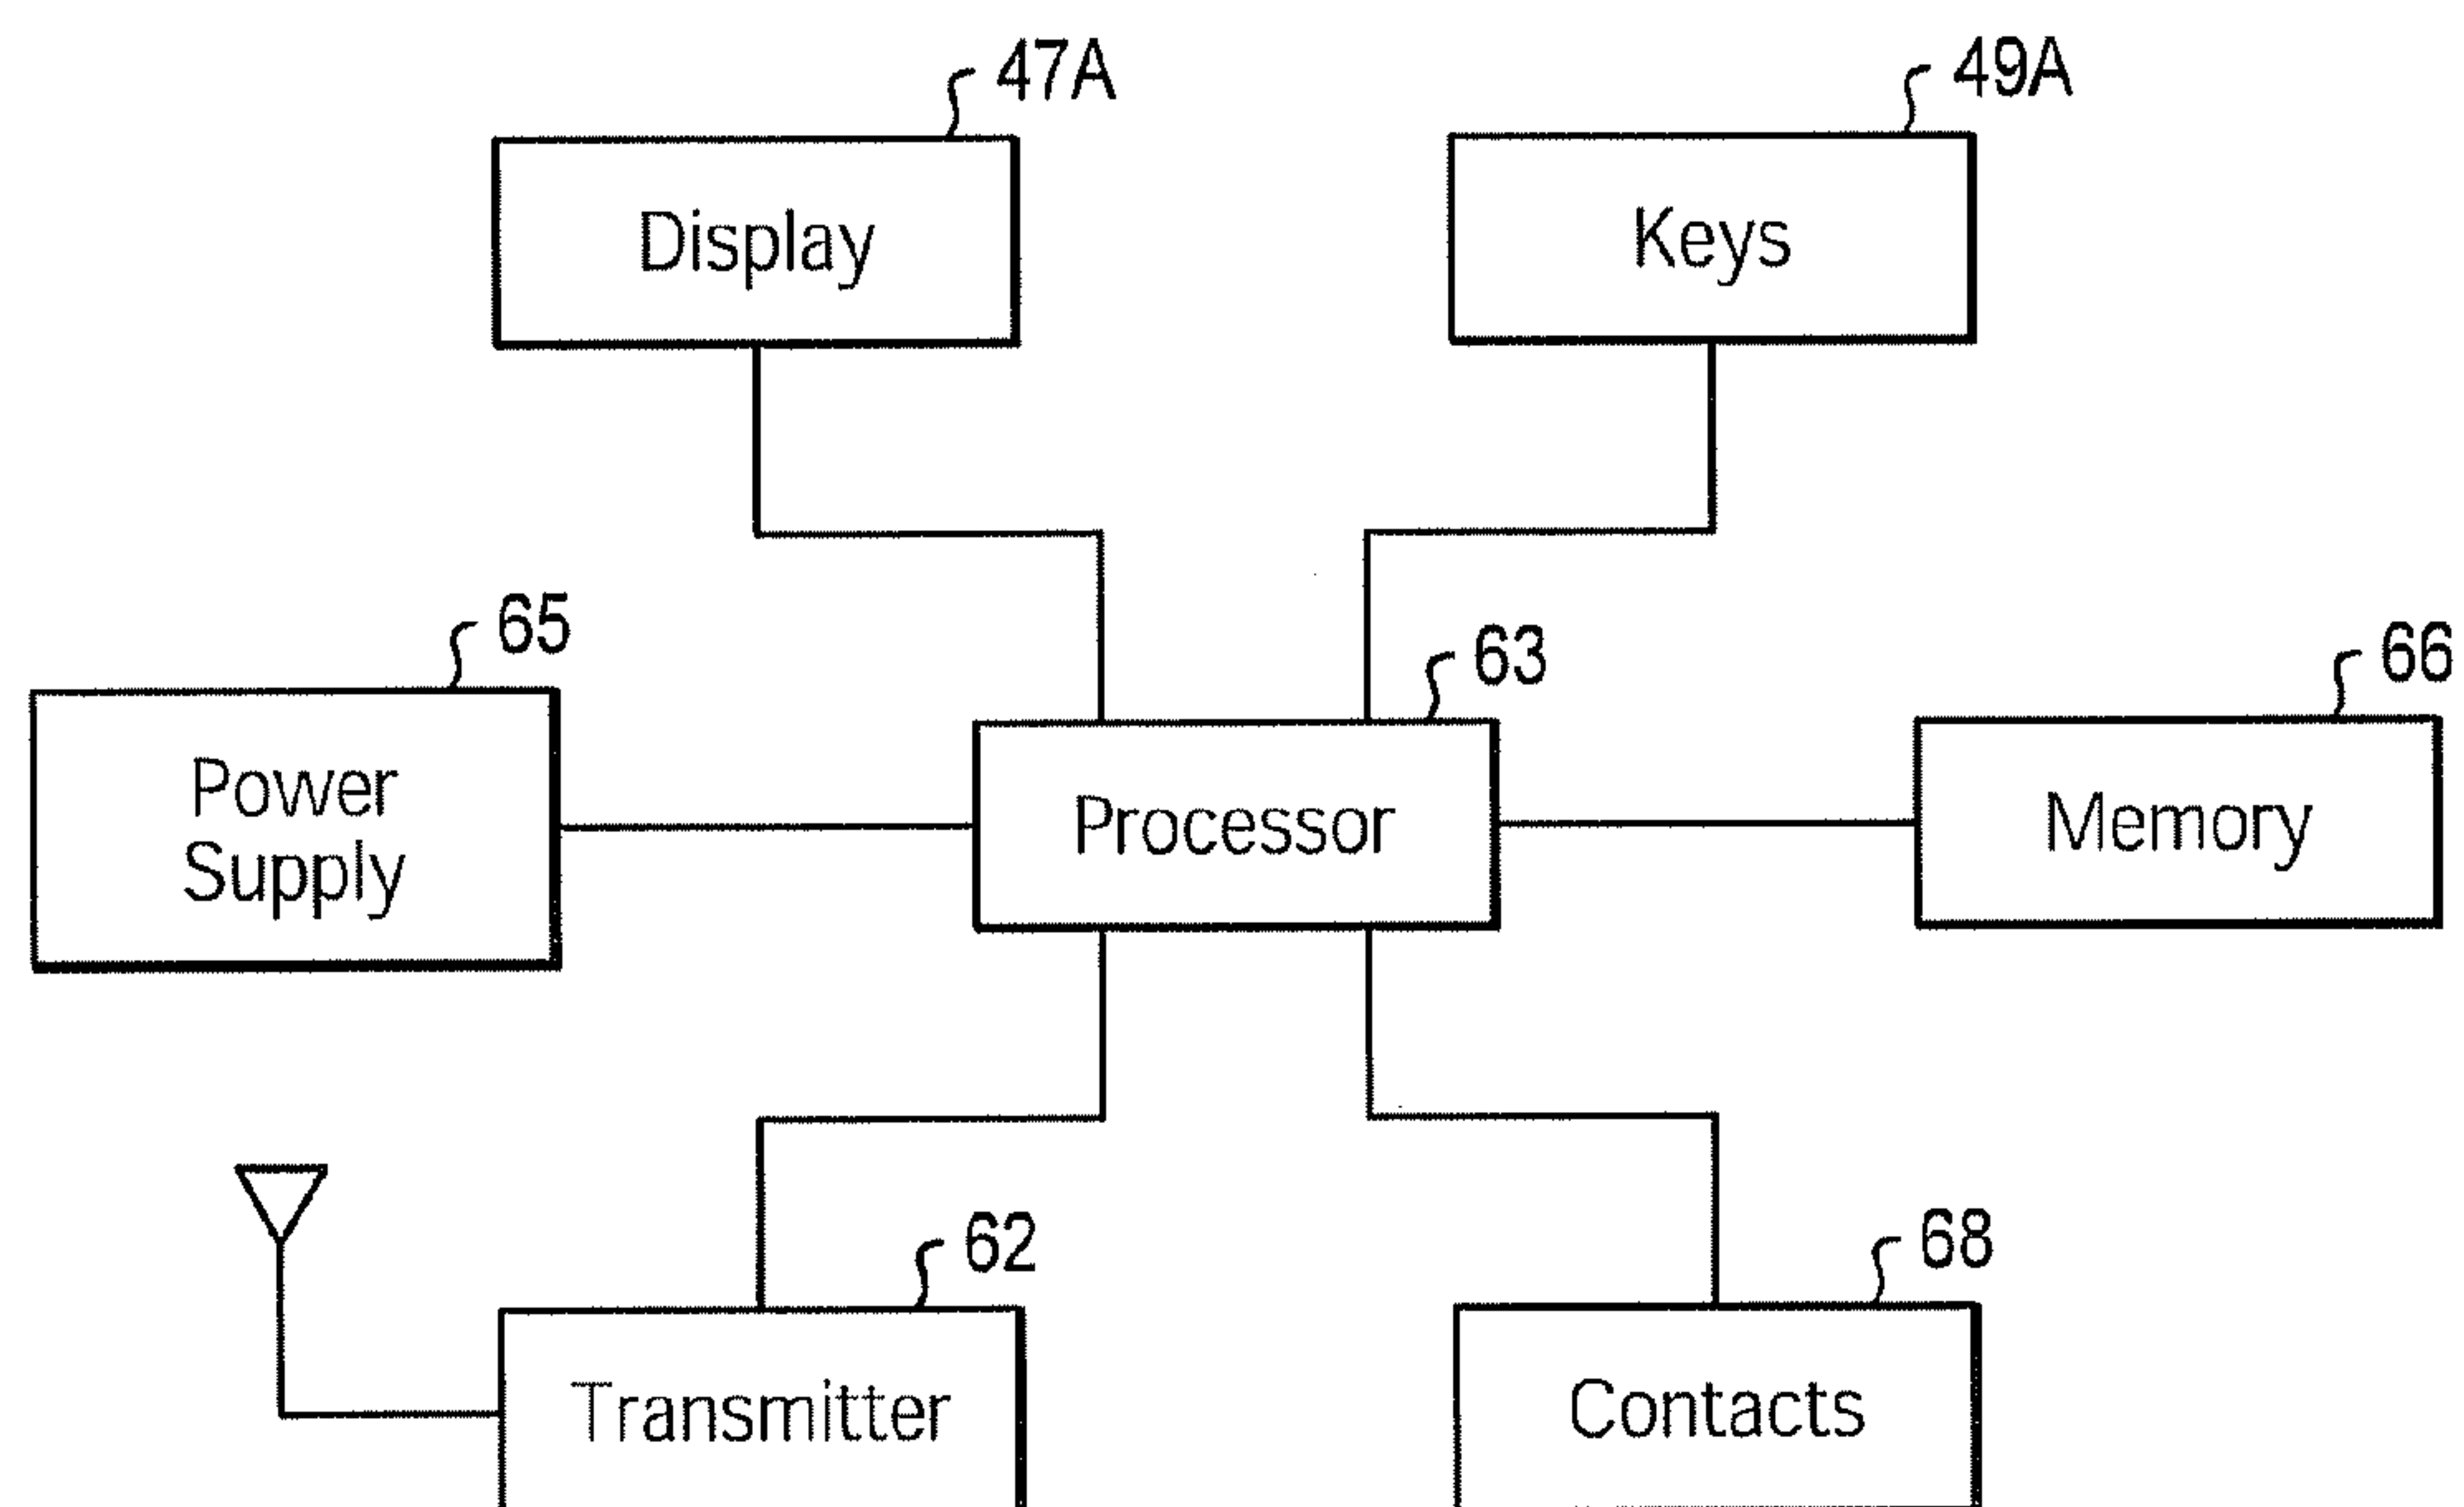 47A
49A
Display
Keys
65
63
66
Power
Supply
Processor
Memory
62
68
Transmitter
Contacts